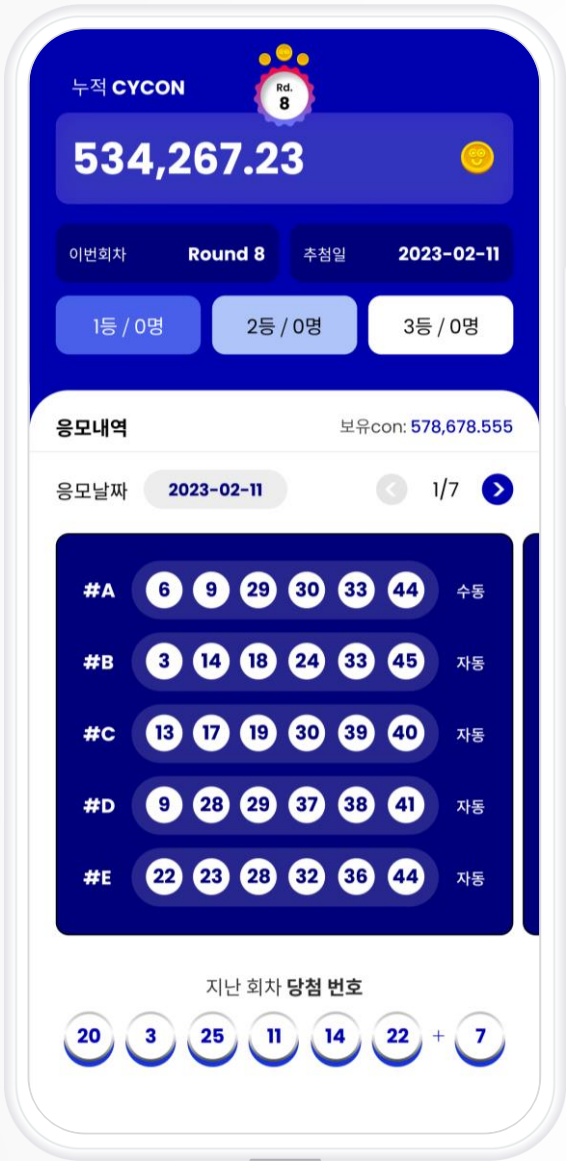 누적 CYCON
Rd.
8
534,267.23
이번회차 Round 8 추첨일 2023-02-11
1등 / 0명 2등 / 0명 3등 / 0명
응모내역 보유con: 578,678.555
응모날짜 2023-02-11 1/7
#A 6 9 29 30 33 44 수동
#B 3 14 18 24 33 45 자동
#C 13 17 19 30 39 40 자동
#D 9 28 29 37 38 41 자동
#E 22 23 28 32 36 44 자동
지난 회차 당첨 번호
20 3 25 11 14 22 + 7